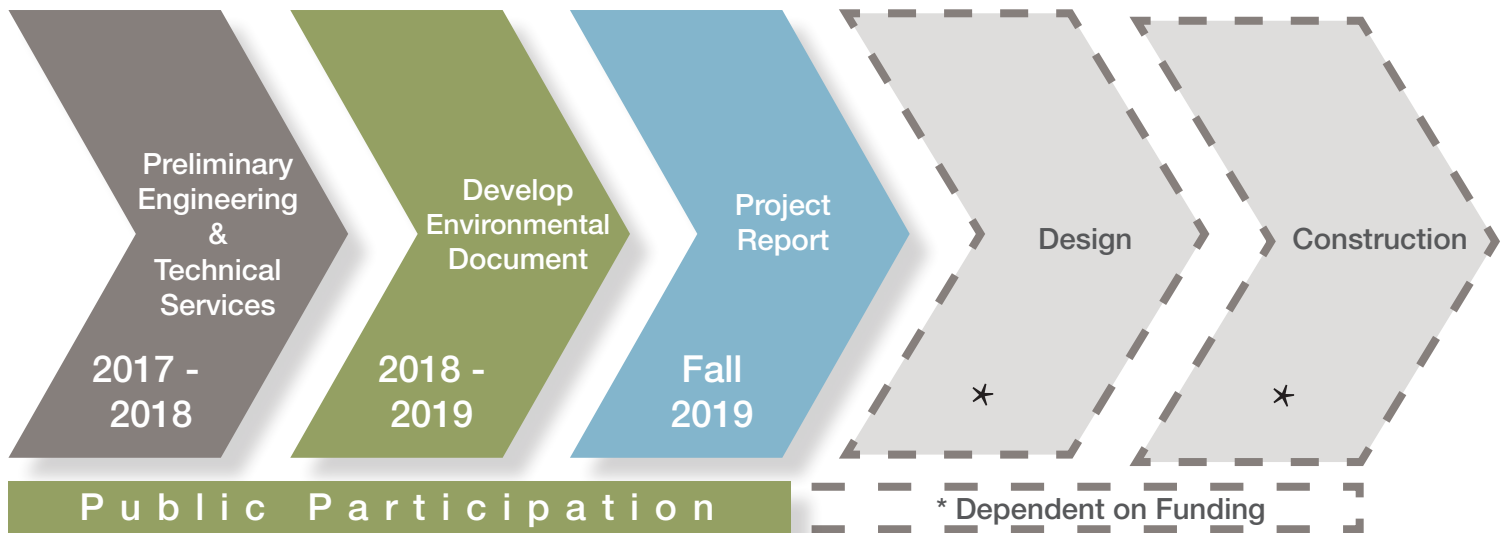 Preliminary
Engineering
&
Technical
Services
2017 -
2018
Develop
Environmental
Document
2018 -
2019
Project
Report
Fall
2019
Design
*
Construction
*
Public Participation
* Dependent on Funding